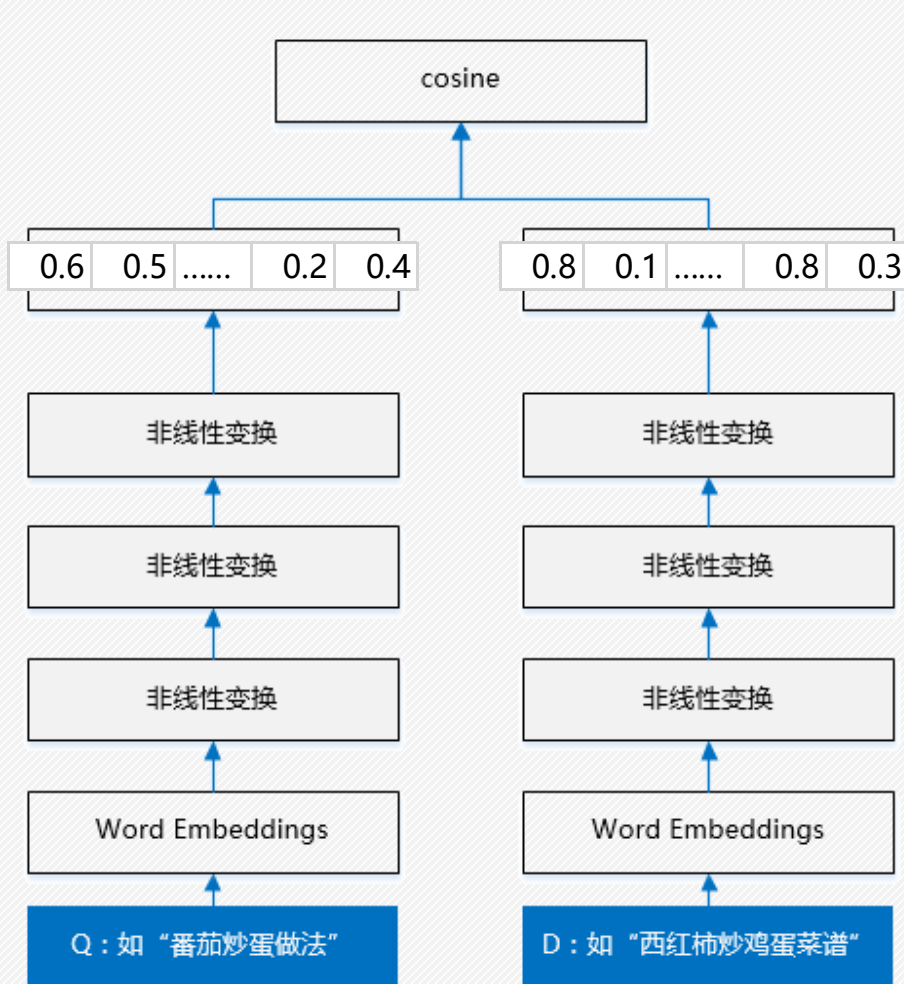 cosine
0.6 0.5 …… 0.2 0.4
0.8 0.1 …… 0.8 0.3
非线性变换
非线性变换
非线性变换
非线性变换
非线性变换
非线性变换
Word Embeddings
Word Embeddings
Q：如“番茄炒蛋做法”
D：如“西红柿炒鸡蛋菜谱”